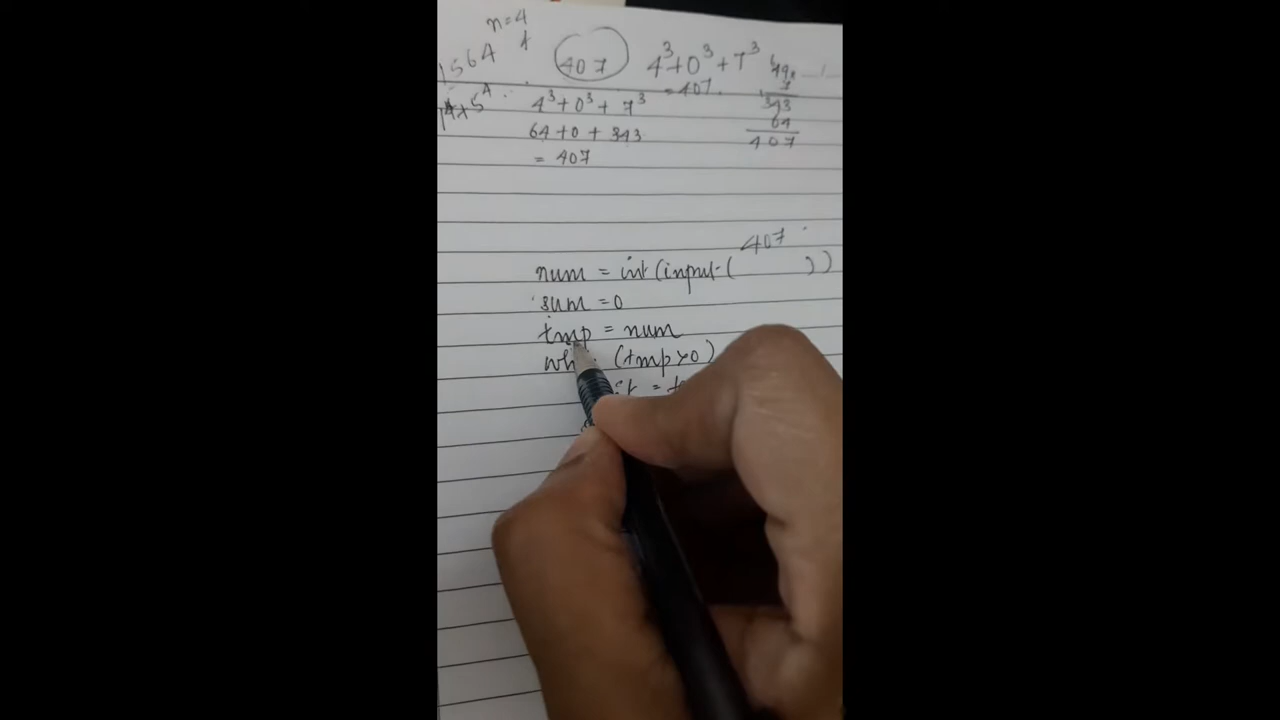 n=4
1564
407 4³+0³+7³
=407.
4³+0³+7³
343
64+0+343
64
407
= 407
407
num = int(input( ))
sum = 0
tmp = num
(tmp>0)